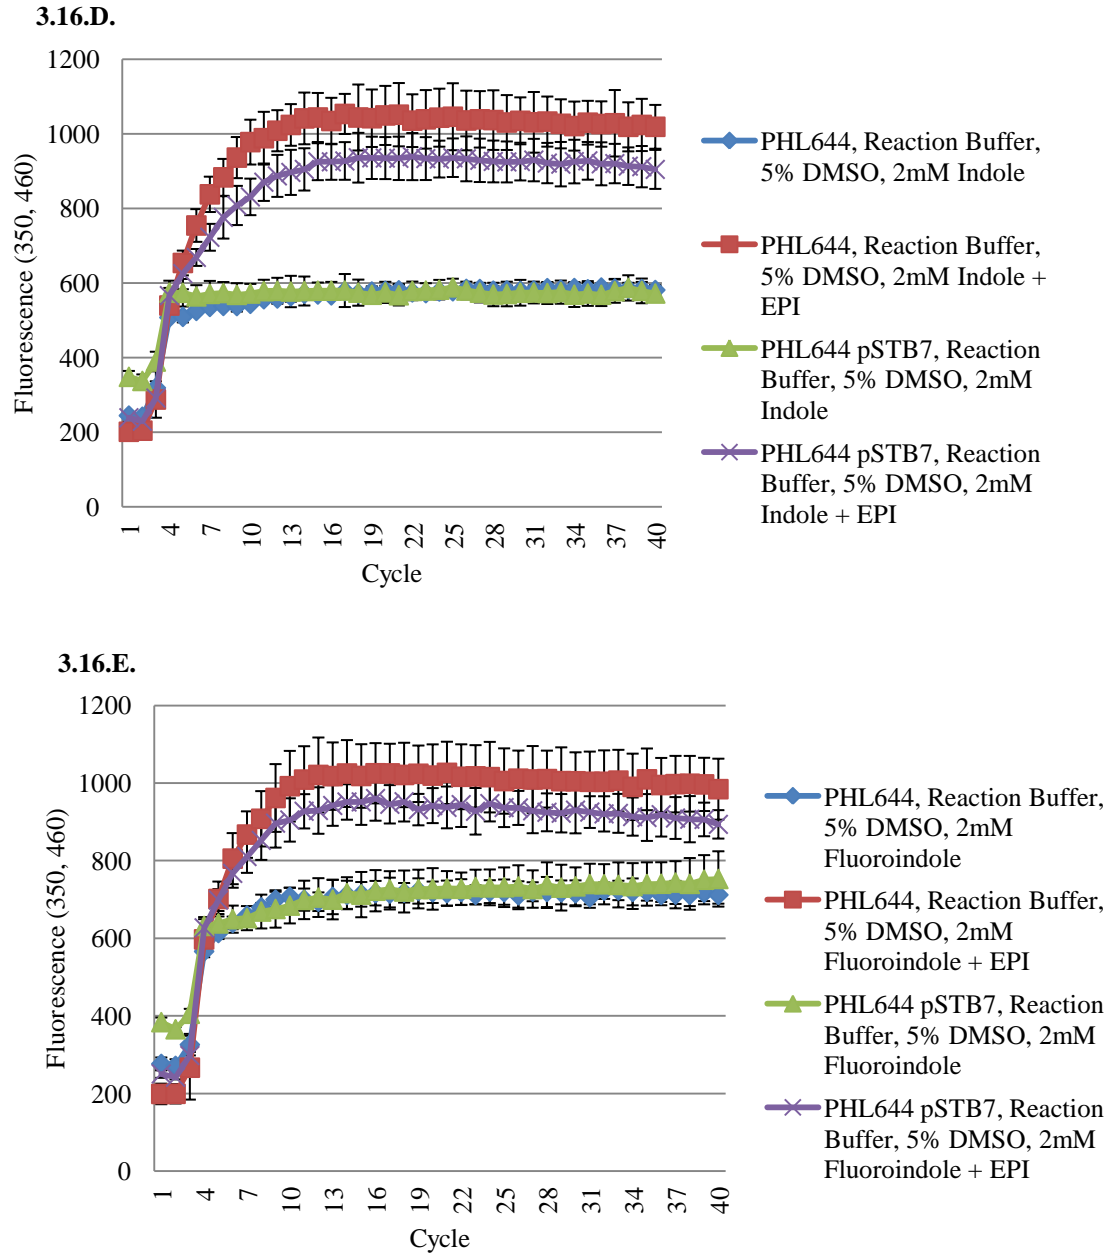 3.16.D.
1200
1000
800
600
400
200
0
Fluorescence (350, 460)
1 4 7 10 13 16 19 22 25 28 31 34 37 40
Cycle
PHL644, Reaction Buffer,
5% DMSO, 2mM Indole
PHL644, Reaction Buffer,
5% DMSO, 2mM Indole +
EPI
PHL644 pSTB7, Reaction
Buffer, 5% DMSO, 2mM
Indole
PHL644 pSTB7, Reaction
Buffer, 5% DMSO, 2mM
Indole + EPI
3.16.E.
1200
1000
800
600
400
200
0
Fluorescence (350, 460)
1 4 7 10 13 16 19 22 25 28 31 34 37 40
Cycle
PHL644, Reaction Buffer,
5% DMSO, 2mM
Fluoroindole
PHL644, Reaction Buffer,
5% DMSO, 2mM
Fluoroindole + EPI
PHL644 pSTB7, Reaction
Buffer, 5% DMSO, 2mM
Fluoroindole
PHL644 pSTB7, Reaction
Buffer, 5% DMSO, 2mM
Fluoroindole + EPI